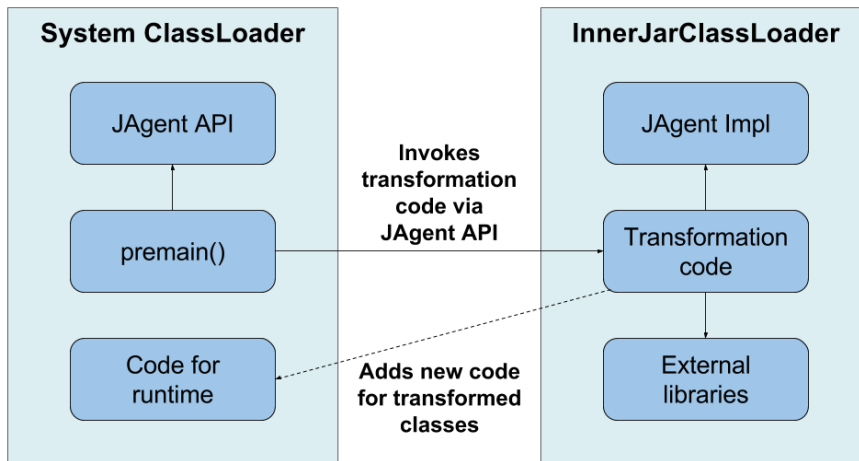 System ClassLoader
JAgent API
premain()
Code for
runtime
Invokes
transformation
code via
JAgent API
Adds new code
for transformed
classes
InnerJarClassLoader
JAgent Impl
Transformation
code
External
libraries